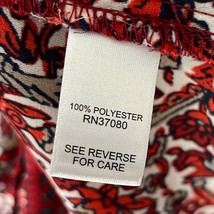 100% POLYESTER
RN37080
SEE REVERSE
FOR CARE